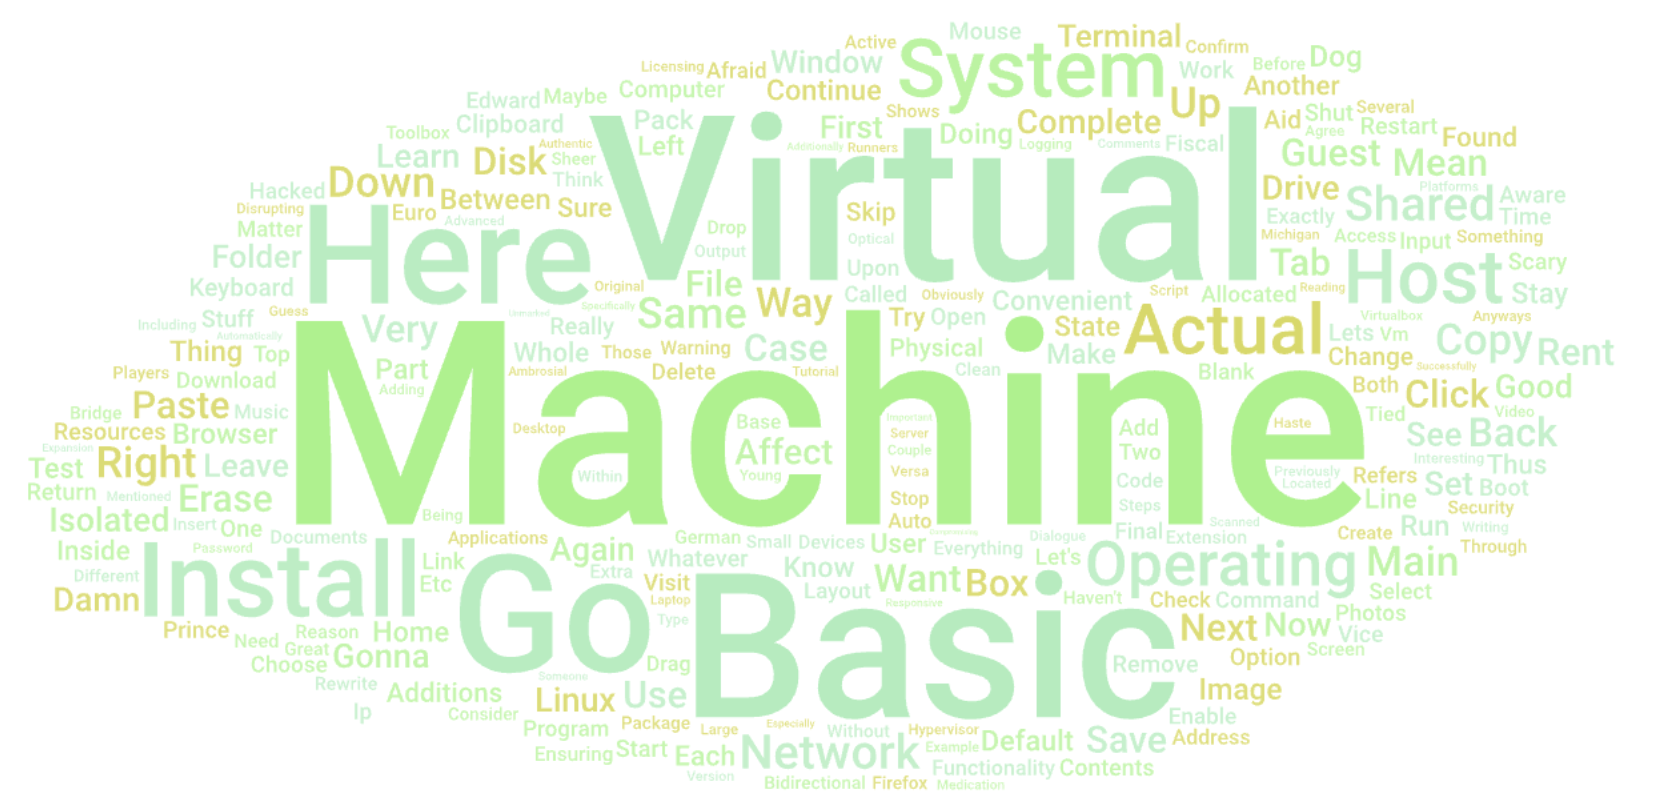 Mouse
Terminal
Active
Confirm
System
Dog
Window
Before
Licensing
Afraid
Work
Another
Computer
Continue
Edward
Maybe
Up
Shows
Several
Virtual
Shut
Aid
Pack
Complete
Clipboard
First
Restart
Toolbox
Doing
Agree
Found
Authentic
Left
Additionally
Runners
Logging
Comments
Fiscal
Guest
Learn
Disk
Sheer
Mean
Down
Think
Hacked
Drive
Platforms
Aware
Between
Sure
Shared
Disrupting
Euro
Advanced
Skip
Exactly
Time
Matter
Drop
Here
Optical
Michigan
Access
Input
Something
Folder
Output
Upon
Tab
Host
Scary
Keyboard
Original
File
Called
Obviously
Script
Allocated
Reading
Stay
Specifically
Way
Convenient
Guess
Same
Try
Open
Virtualbox
Anyways
Including
Stuff
Very
Really
State
Actual
Lets
Vm
Copy
Automatically
Thing
Top
Whole
Those
Warning
Case
Physical
Make
Change
Rent
Players
Download
Part
Ambrosial
Delete
Tutorial
Clean
Blank
Successfully
Adding
Both
Click
Good
Machine
Bridge
Paste
Music
Base
Important
Haste
Tied
Video
Resources
Browser
Desktop
Server
Add
See
Back
Expansion
Affect
Couple
Two
Interesting
Test
Right
Leave
Within
Young
Versa
Code
Previously
Located
Refers
Thus
Return
Mentioned
Erase
Stop
Steps
Line
Set
Boot
Isolated
Insert
One
Being
Auto
Scanned
Security
Documents
Applications
German
Small
Devices
User
Dialogue
Final
Extension
Create
Run
Writing
Inside
Password
Link
Again
Whatever
Everything
Let's
Through
Different
Install
Etc
Extra
Know
Want
Box
Operating
Main
Damn
Go
Visit
Layout
Responsive
Haven't
Check
Command
Select
Laptop
Basic
Photos
Prince
Reason
Home
Type
Next
Now
Vice
Need
Great
Screen
Choose
Gonna
Drag
Remove
Option
Rewrite
Someone
Additions
Linux
Use
Image
Ip
Consider
Program
Package
Large
Especially
Without
Hypervisor
Enable
Ensuring
Start
Each
Network
Example
Default
Save
Address
Version
Functionality
Contents
Bidirectional
Firefox
Medication